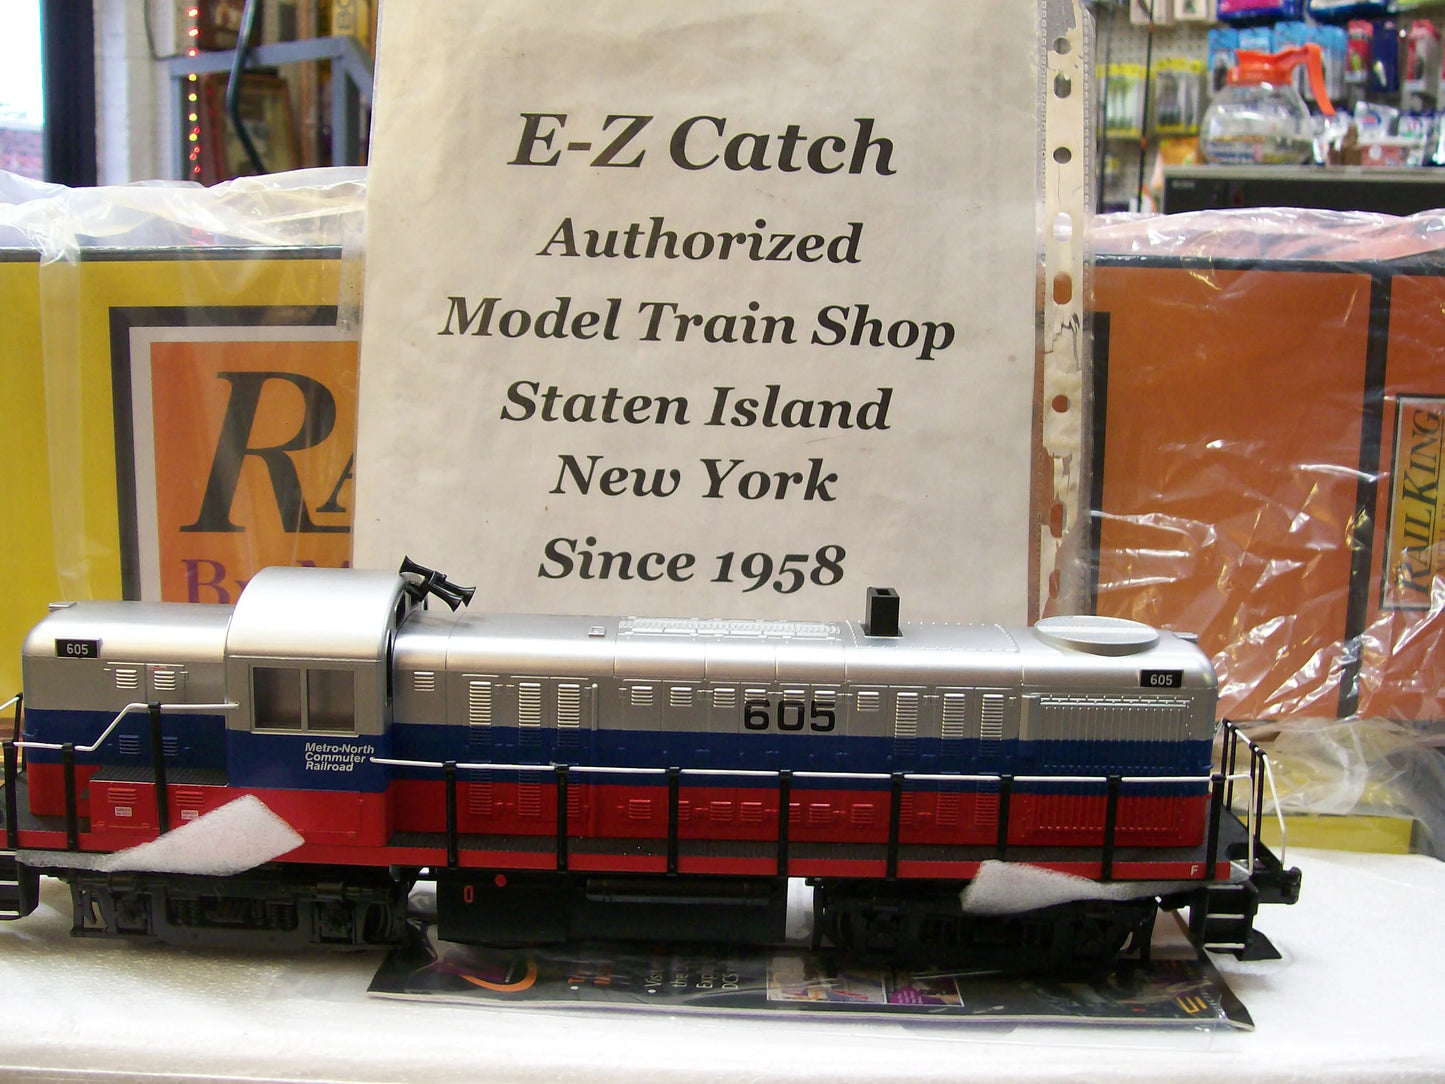 E-Z Catch
Authorized
Model Train Shop
Staten Island
New York
Since 1958
RAILKING
605
605
605
Metro-North
Commuter
Railroad
F